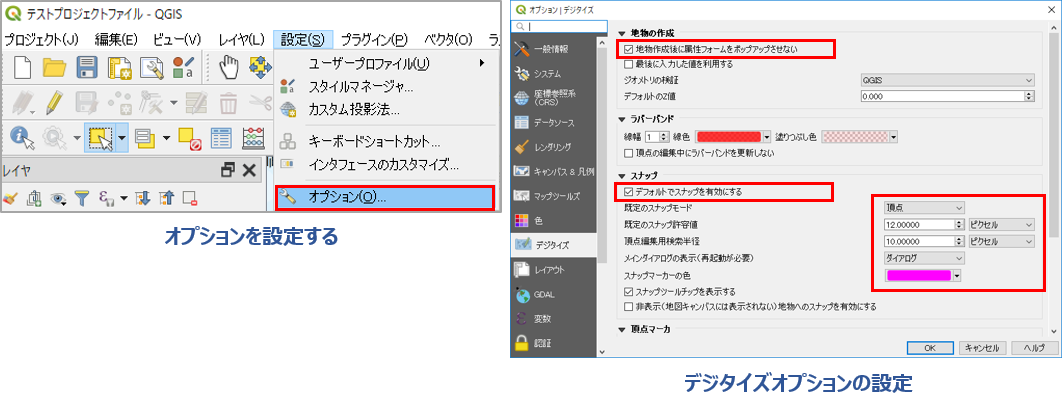 テストプロジェクトファイル - QGIS
プロジェクト(J) 編集(E) ビュー(V) レイヤ(L) 設定(S) プラグイン(P) ベクタ(O) ラ
ユーザープロファイル(U)
スタイルマネージャ...
カスタム投影法...
キーボードショートカット...
インタフェースのカスタマイズ...
オプション(O)...
レイヤ
オプションを設定する
オプション | デジタイズ
一般情報
システム
座標参照系
(CRS)
データソース
レンダリング
キャンバス & 凡例
マップツールズ
色
デジタイズ
レイアウト
GDAL
変数
認証
地物の作成
地物作成後に属性フォームをポップアップさせない
最後に入力した値を利用する
ジオメトリの検証 QGIS
デフォルトのZ値 0.000
ラバーバンド
線幅 1 線色 塗りつぶし色
頂点の編集中にラバーバンドを更新しない
スナップ
デフォルトでスナップを有効にする
既定のスナップモード 頂点
既定のスナップ許容値 12.00000 ピクセル
頂点編集用検索半径 10.00000 ピクセル
メインダイアログの表示(再起動が必要) ダイアログ
スナップマーカーの色
スナップツールチップを表示する
非表示(地図キャンバスには表示されない)地物へのスナップを有効にする
頂点マーカ
OK キャンセル ヘルプ
デジタイズオプションの設定